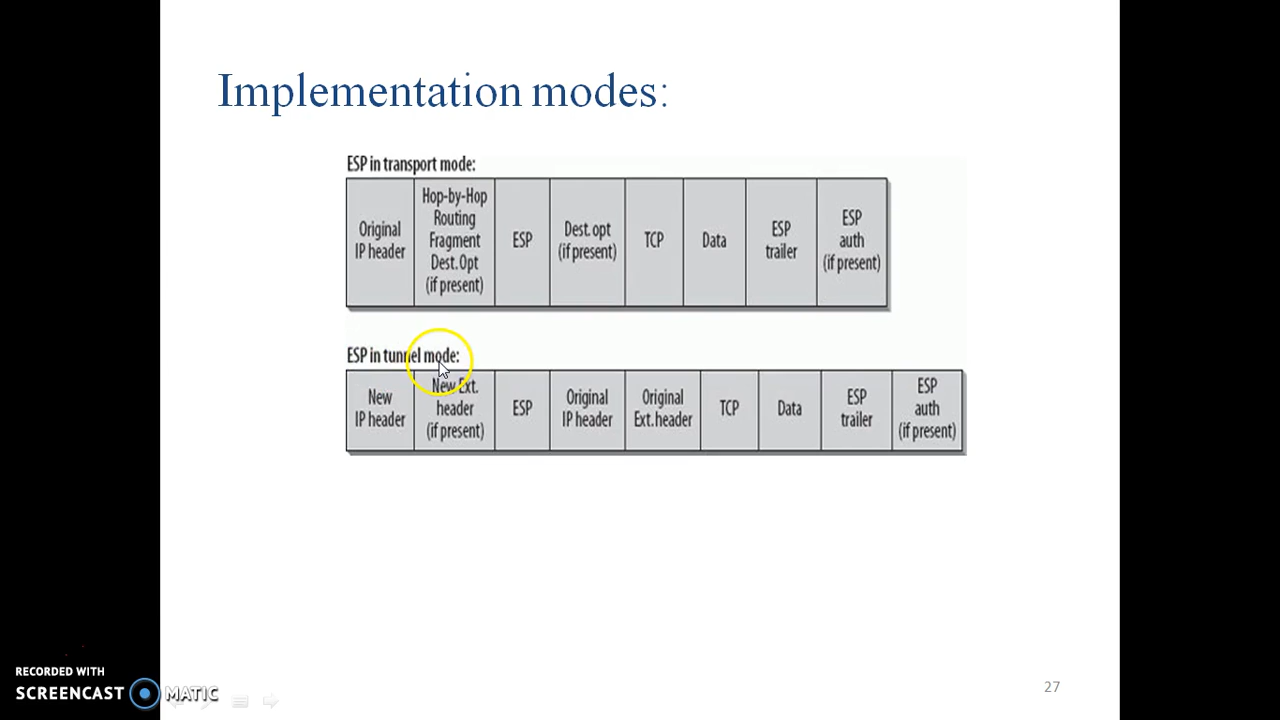 Implementation modes:
ESP in transport mode:
Original
IP header
Hop-by-Hop
Routing
Fragment
Dest. Opt
(if present)
ESP
Dest. opt
(if present)
TCP
Data
ESP
trailer
ESP
auth
(if present)
ESP in tunnel mode:
New
IP header
New Ext.
header
(if present)
ESP
Original
IP header
Original
Ext. header
TCP
Data
ESP
trailer
ESP
auth
(if present)
27
RECORDED WITH
SCREENCAST MATIC